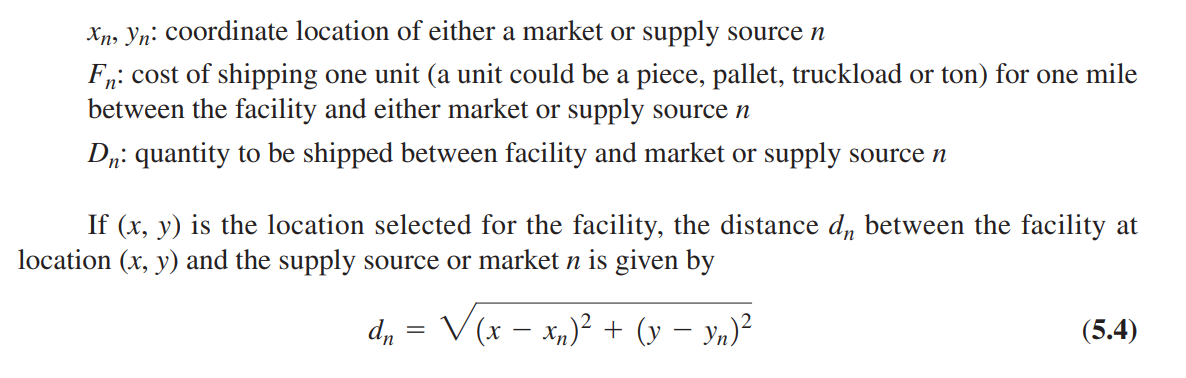 xₙ, yₙ: coordinate location of either a market or supply source n
Fₙ: cost of shipping one unit (a unit could be a piece, pallet, truckload or ton) for one mile
between the facility and either market or supply source n
Dₙ: quantity to be shipped between facility and market or supply source n
If (x, y) is the location selected for the facility, the distance dₙ between the facility at
location (x, y) and the supply source or market n is given by
dₙ = √(x − xₙ)² + (y − yₙ)² (5.4)